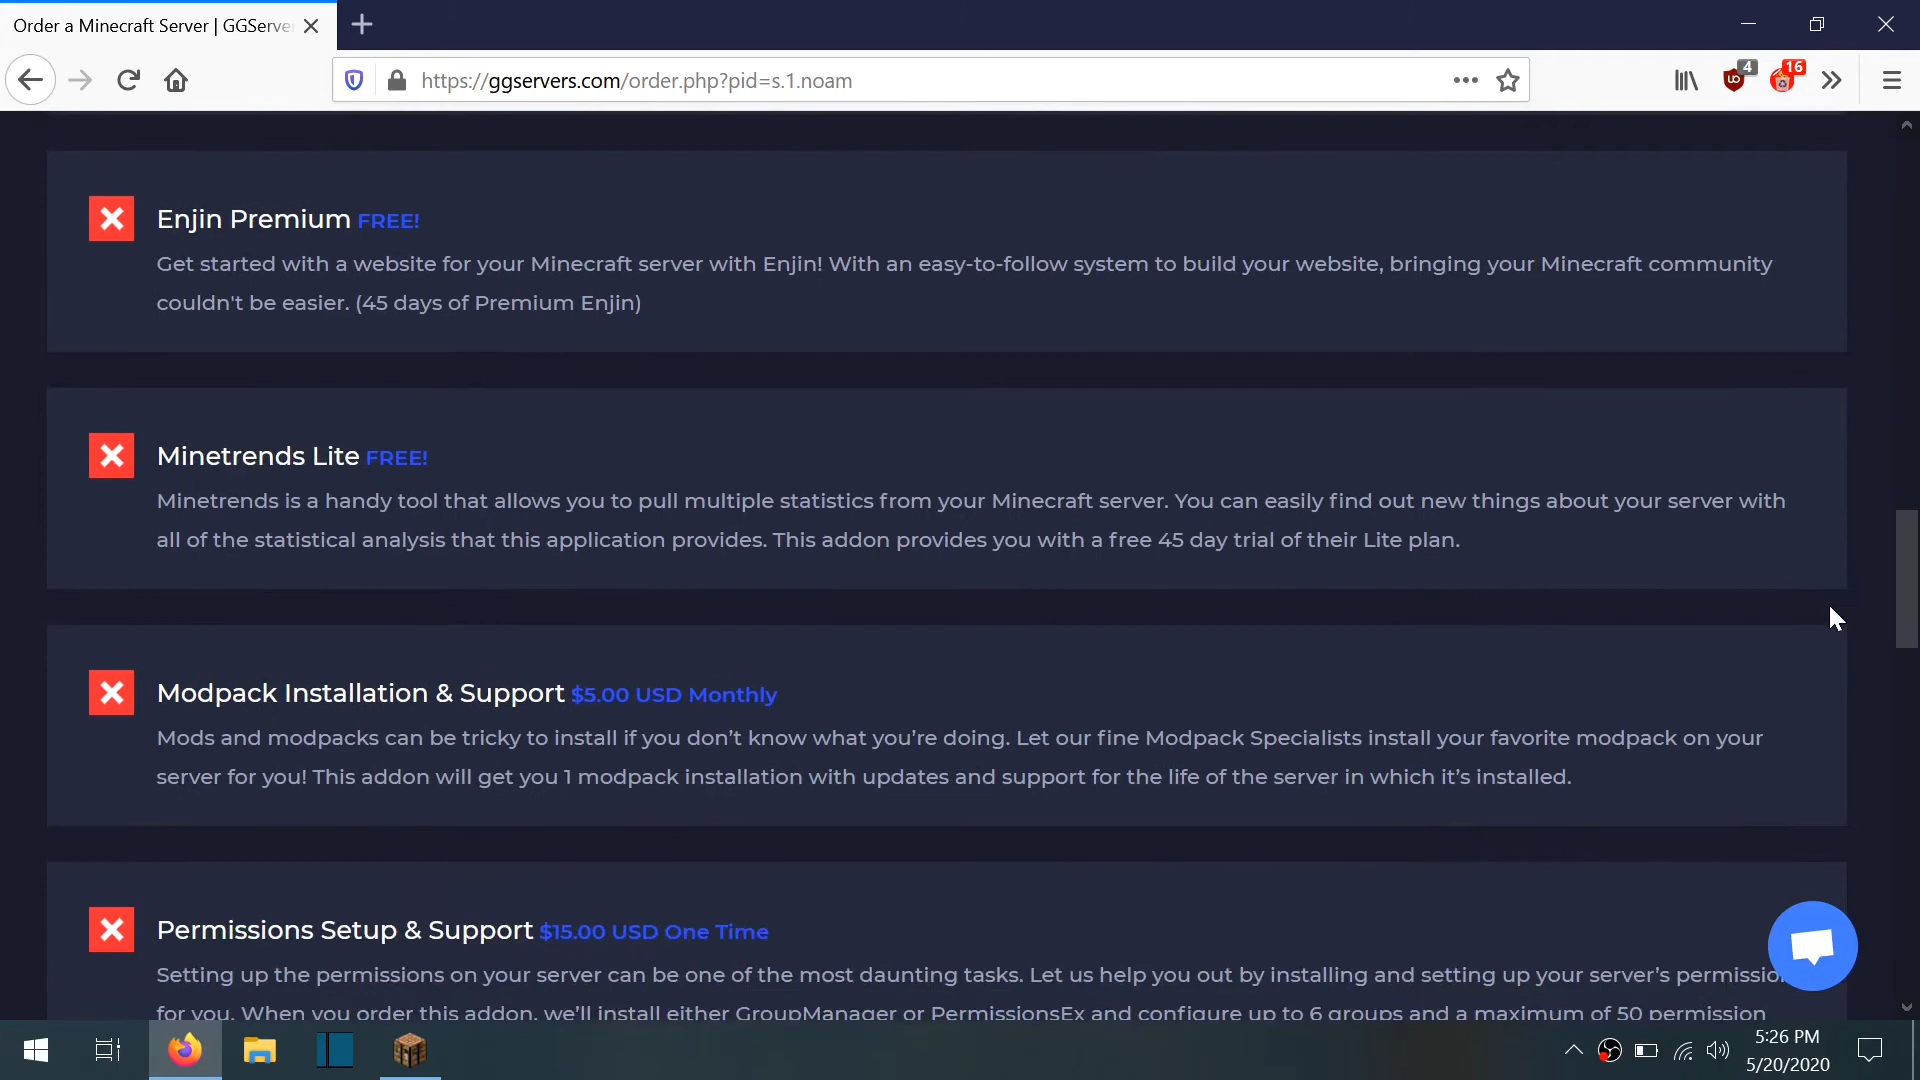 Order a Minecraft Server | GGServe
https://ggservers.com/order.php?pid=s.1.noam
4
16
Enjin Premium FREE!
Get started with a website for your Minecraft server with Enjin! With an easy-to-follow system to build your website, bringing your Minecraft community
couldn't be easier. (45 days of Premium Enjin)
Minetrends Lite FREE!
Minetrends is a handy tool that allows you to pull multiple statistics from your Minecraft server. You can easily find out new things about your server with
all of the statistical analysis that this application provides. This addon provides you with a free 45 day trial of their Lite plan.
Modpack Installation & Support $5.00 USD Monthly
Mods and modpacks can be tricky to install if you don’t know what you’re doing. Let our fine Modpack Specialists install your favorite modpack on your
server for you! This addon will get you 1 modpack installation with updates and support for the life of the server in which it’s installed.
Permissions Setup & Support $15.00 USD One Time
Setting up the permissions on your server can be one of the most daunting tasks. Let us help you out by installing and setting up your server’s permissio
for you. When you order this addon, we’ll install either GroupManager or PermissionsEx and configure up to 6 groups and a maximum of 50 permission
5:26 PM
5/20/2020